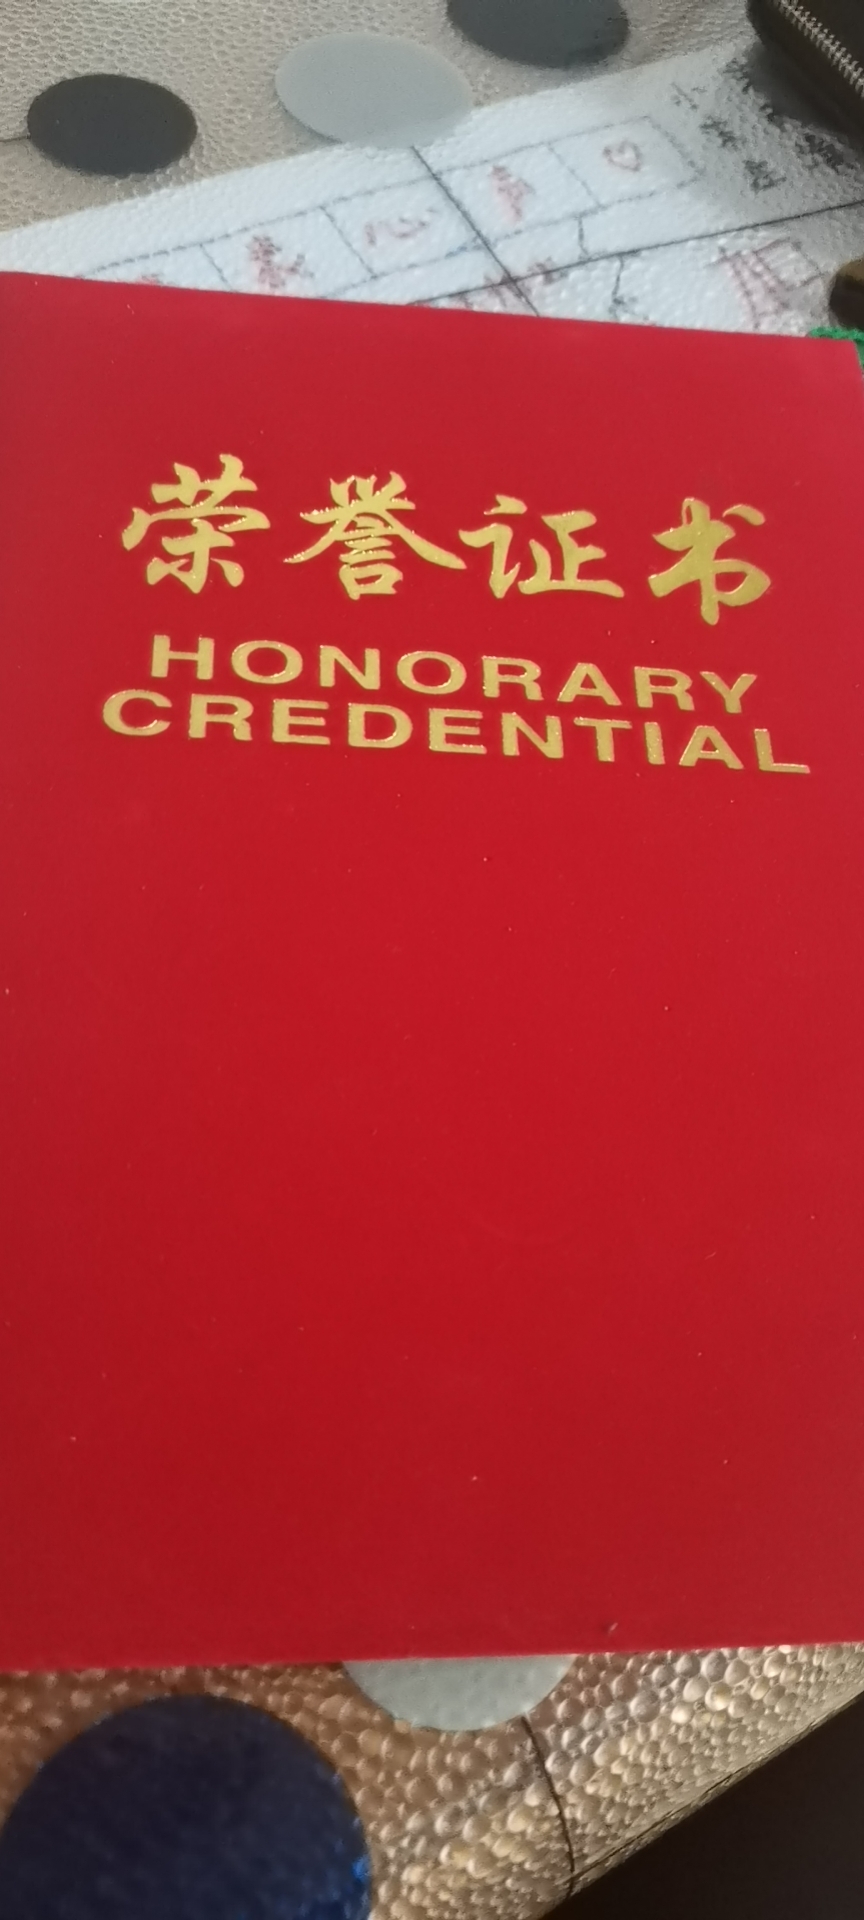 荣誉证书
HONORARY
CREDENTIAL